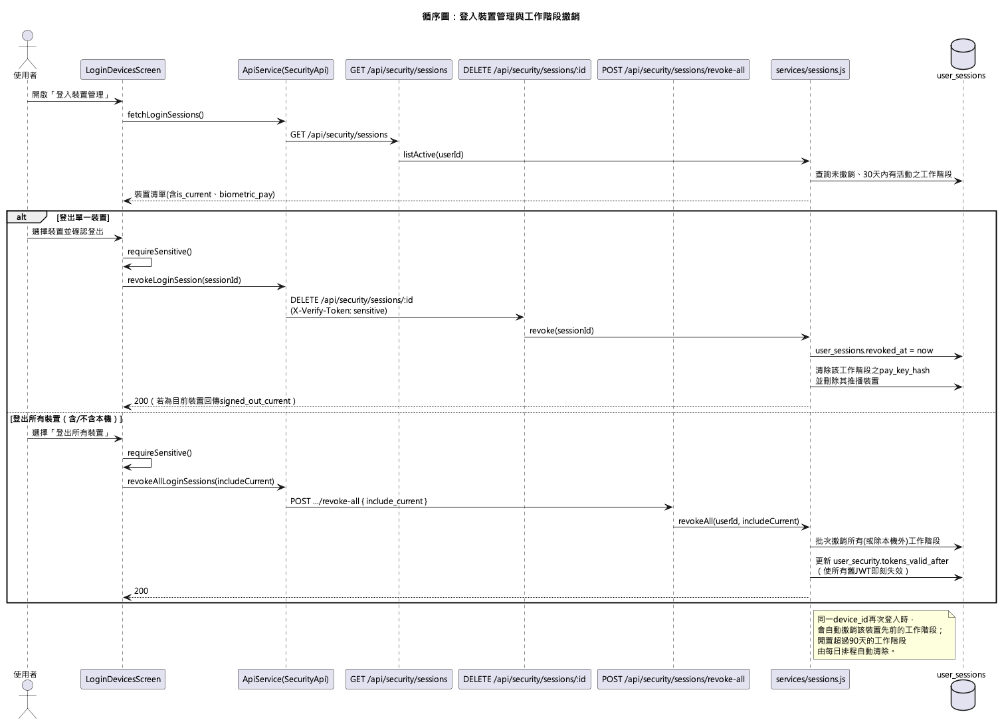 循序圖：登入裝置管理與工作階段撤銷
使用者
LoginDevicesScreen
ApiService(SecurityApi)
GET /api/security/sessions
DELETE /api/security/sessions/:id
POST /api/security/sessions/revoke-all
services/sessions.js
user_sessions
開啟「登入裝置管理」
fetchLoginSessions()
GET /api/security/sessions
listActive(userId)
查詢未撤銷、30天內有活動之工作階段
裝置清單(含is_current、biometric_pay)
alt
[登出單一裝置]
選擇裝置並確認登出
requireSensitive()
revokeLoginSession(sessionId)
DELETE /api/security/sessions/:id
(X-Verify-Token: sensitive)
revoke(sessionId)
user_sessions.revoked_at = now
清除該工作階段之pay_key_hash
並刪除其推播裝置
200（若為目前裝置回傳signed_out_current）
[登出所有裝置（含/不含本機）]
選擇「登出所有裝置」
requireSensitive()
revokeAllLoginSessions(includeCurrent)
POST .../revoke-all { include_current }
revokeAll(userId, includeCurrent)
批次撤銷所有(或除本機外)工作階段
更新 user_security.tokens_valid_after
（使所有舊JWT即刻失效）
200
同一device_id再次登入時，
會自動撤銷該裝置先前的工作階段；
閒置超過90天的工作階段
由每日排程自動清除。
使用者
LoginDevicesScreen
ApiService(SecurityApi)
GET /api/security/sessions
DELETE /api/security/sessions/:id
POST /api/security/sessions/revoke-all
services/sessions.js
user_sessions